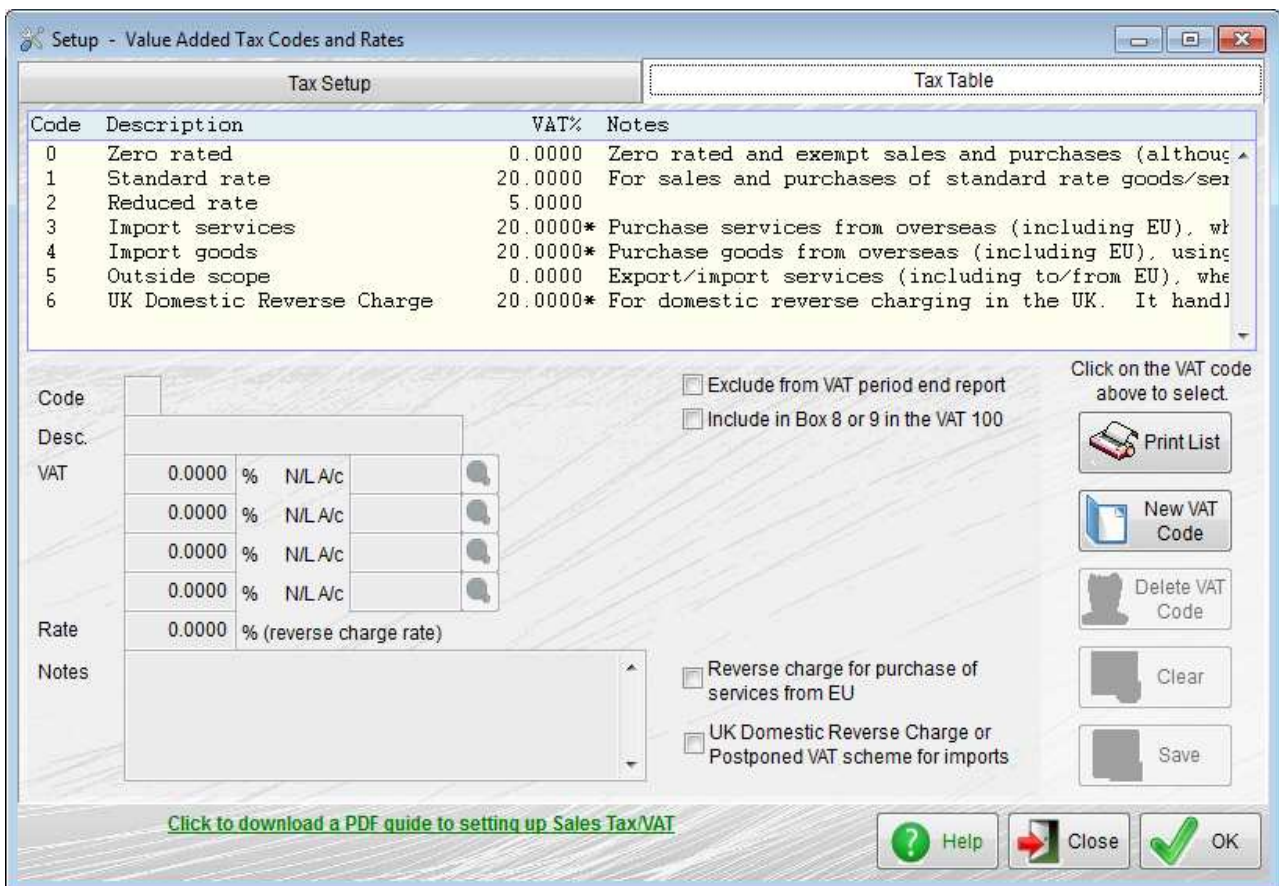 Setup - Value Added Tax Codes and Rates
Tax Setup Tax Table
Code Description VAT% Notes
0 Zero rated 0.0000 Zero rated and exempt sales and purchases (althoug
1 Standard rate 20.0000 For sales and purchases of standard rate goods/ser
2 Reduced rate 5.0000
3 Import services 20.0000* Purchase services from overseas (including EU), wh
4 Import goods 20.0000* Purchase goods from overseas (including EU), using
5 Outside scope 0.0000 Export/import services (including to/from EU), whe
6 UK Domestic Reverse Charge 20.0000* For domestic reverse charging in the UK. It handl
Click on the VAT code
above to select.
Code
Desc.
VAT 0.0000 % N/L A/c
0.0000 % N/L A/c
0.0000 % N/L A/c
0.0000 % N/L A/c
Rate 0.0000 % (reverse charge rate)
Notes
Exclude from VAT period end report
Include in Box 8 or 9 in the VAT 100
Reverse charge for purchase of
services from EU
UK Domestic Reverse Charge or
Postponed VAT scheme for imports
Print List
New VAT
Code
Delete VAT
Code
Clear
Save
Click to download a PDF guide to setting up Sales Tax/VAT
Help Close OK